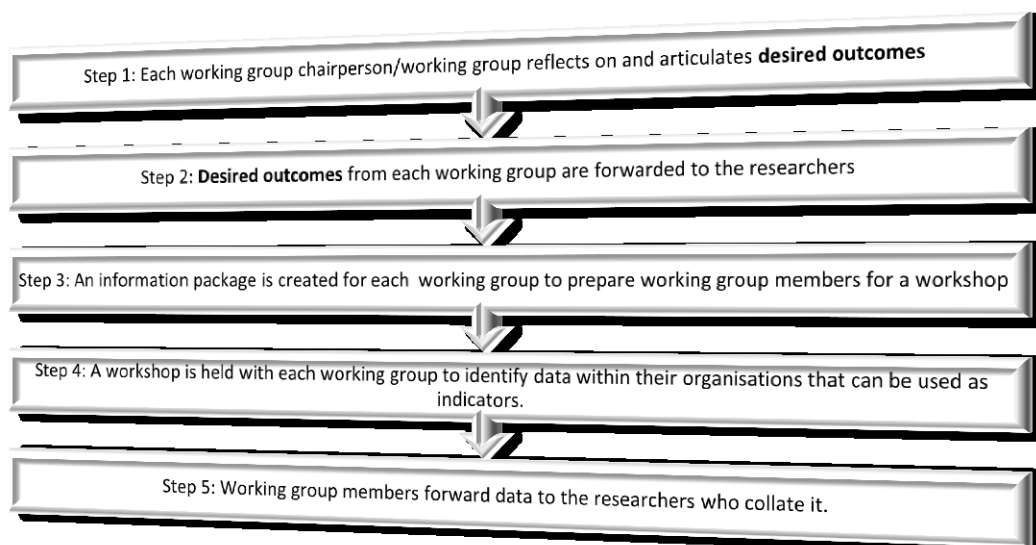 Step 1: Each working group chairperson/working group reflects on and articulates desired outcomes
Step 2: Desired outcomes from each working group are forwarded to the researchers
Step 3: An information package is created for each working group to prepare working group members for a workshop
Step 4: A workshop is held with each working group to identify data within their organisations that can be used as
indicators.
Step 5: Working group members forward data to the researchers who collate it.